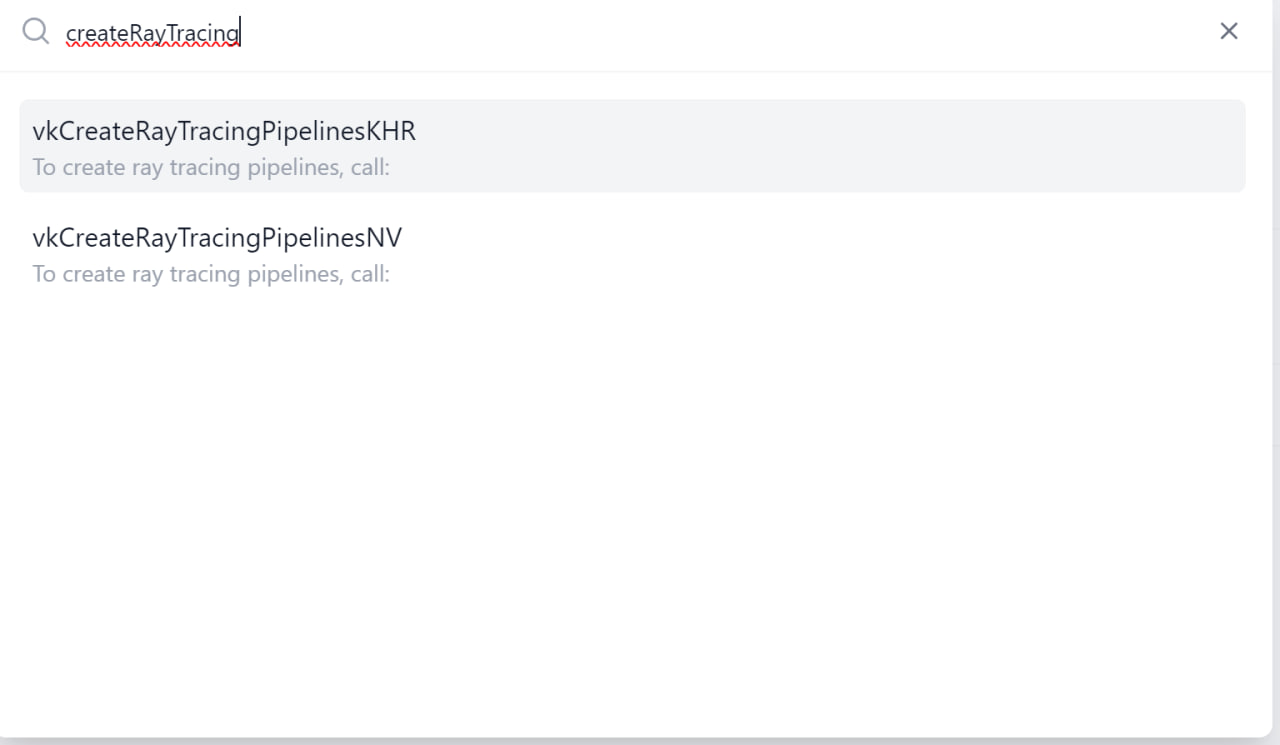 createRayTracing
vkCreateRayTracingPipelinesKHR
To create ray tracing pipelines, call:
vkCreateRayTracingPipelinesNV
To create ray tracing pipelines, call: